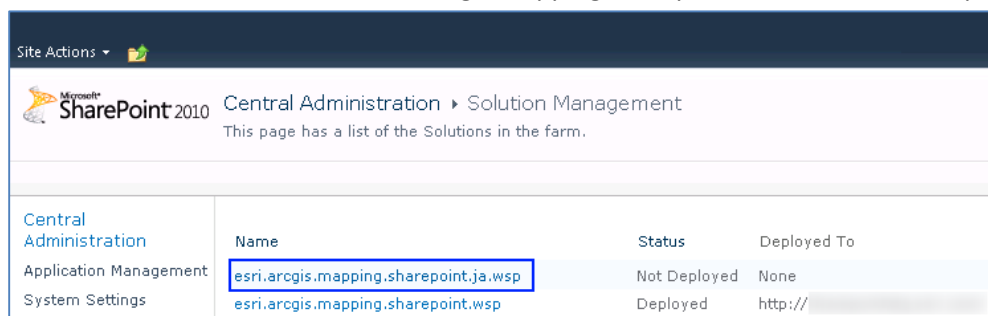 Site Actions
Microsoft®
SharePoint 2010
Central Administration ▸ Solution Management
This page has a list of the Solutions in the farm.
Central
Administration
Application Management
System Settings
Name Status Deployed To
esri.arcgis.mapping.sharepoint.ja.wsp Not Deployed None
esri.arcgis.mapping.sharepoint.wsp Deployed http://